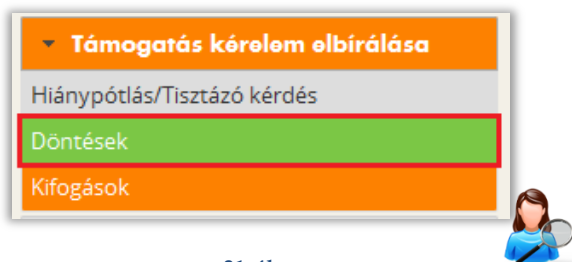 Támogatás kérelem elbírálása
Hiánypótlás/Tisztázó kérdés
Döntések
Kifogások